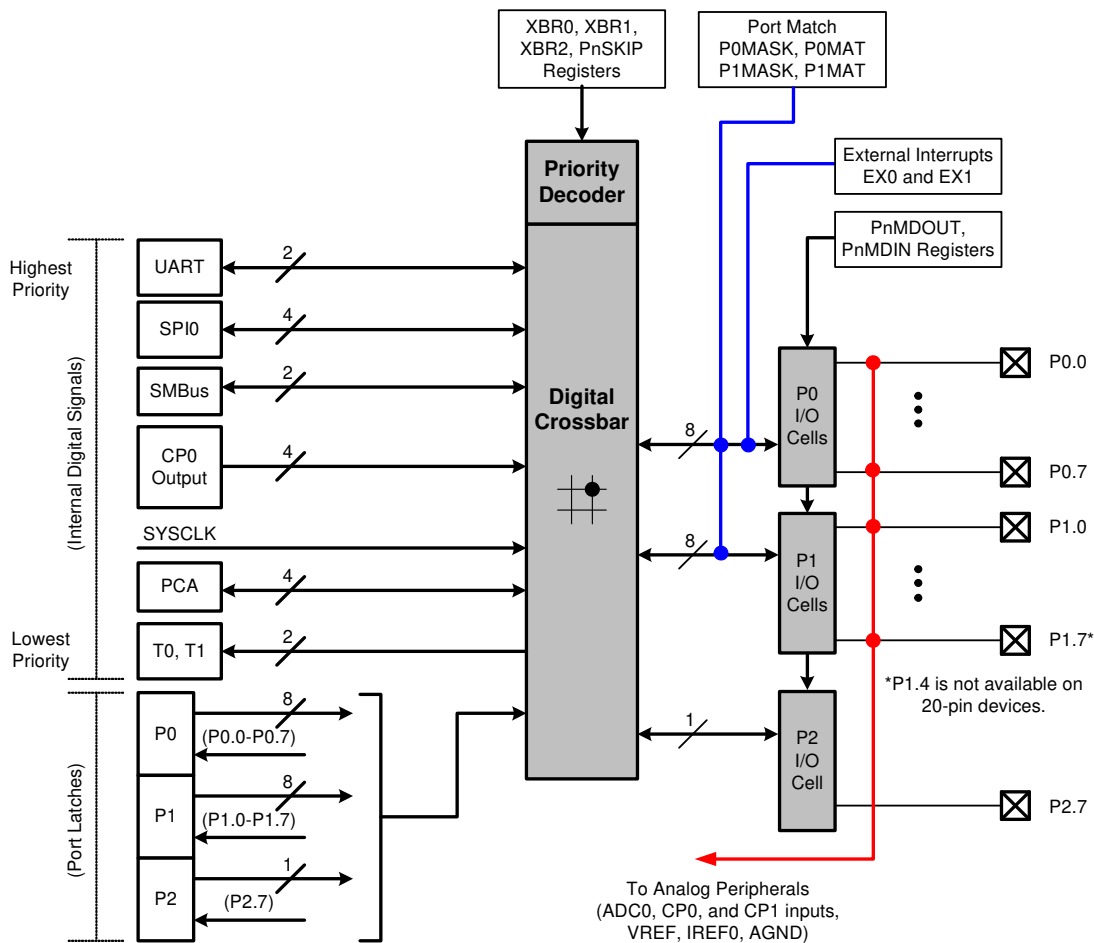 XBR0, XBR1,
XBR2, PnSKIP
Registers
Port Match
P0MASK, P0MAT
P1MASK, P1MAT
External Interrupts
EX0 and EX1
Priority
Decoder
PnMDOUT,
PnMDIN Registers
Highest
Priority
UART
2
SPI0
4
(Internal Digital Signals)
SMBus
2
Digital
Crossbar
P0
I/O
Cells
P0.0
8
CP0
Output
4
P0.7
SYSCLK
P1.0
8
P1
I/O
Cells
PCA
4
Lowest
Priority
T0, T1
2
P1.7*
*P1.4 is not available on
20-pin devices.
(Port Latches)
P0
8
(P0.0-P0.7)
1
P2
I/O
Cell
P1
8
(P1.0-P1.7)
P2.7
P2
1
(P2.7)
To Analog Peripherals
(ADC0, CP0, and CP1 inputs,
VREF, IREF0, AGND)